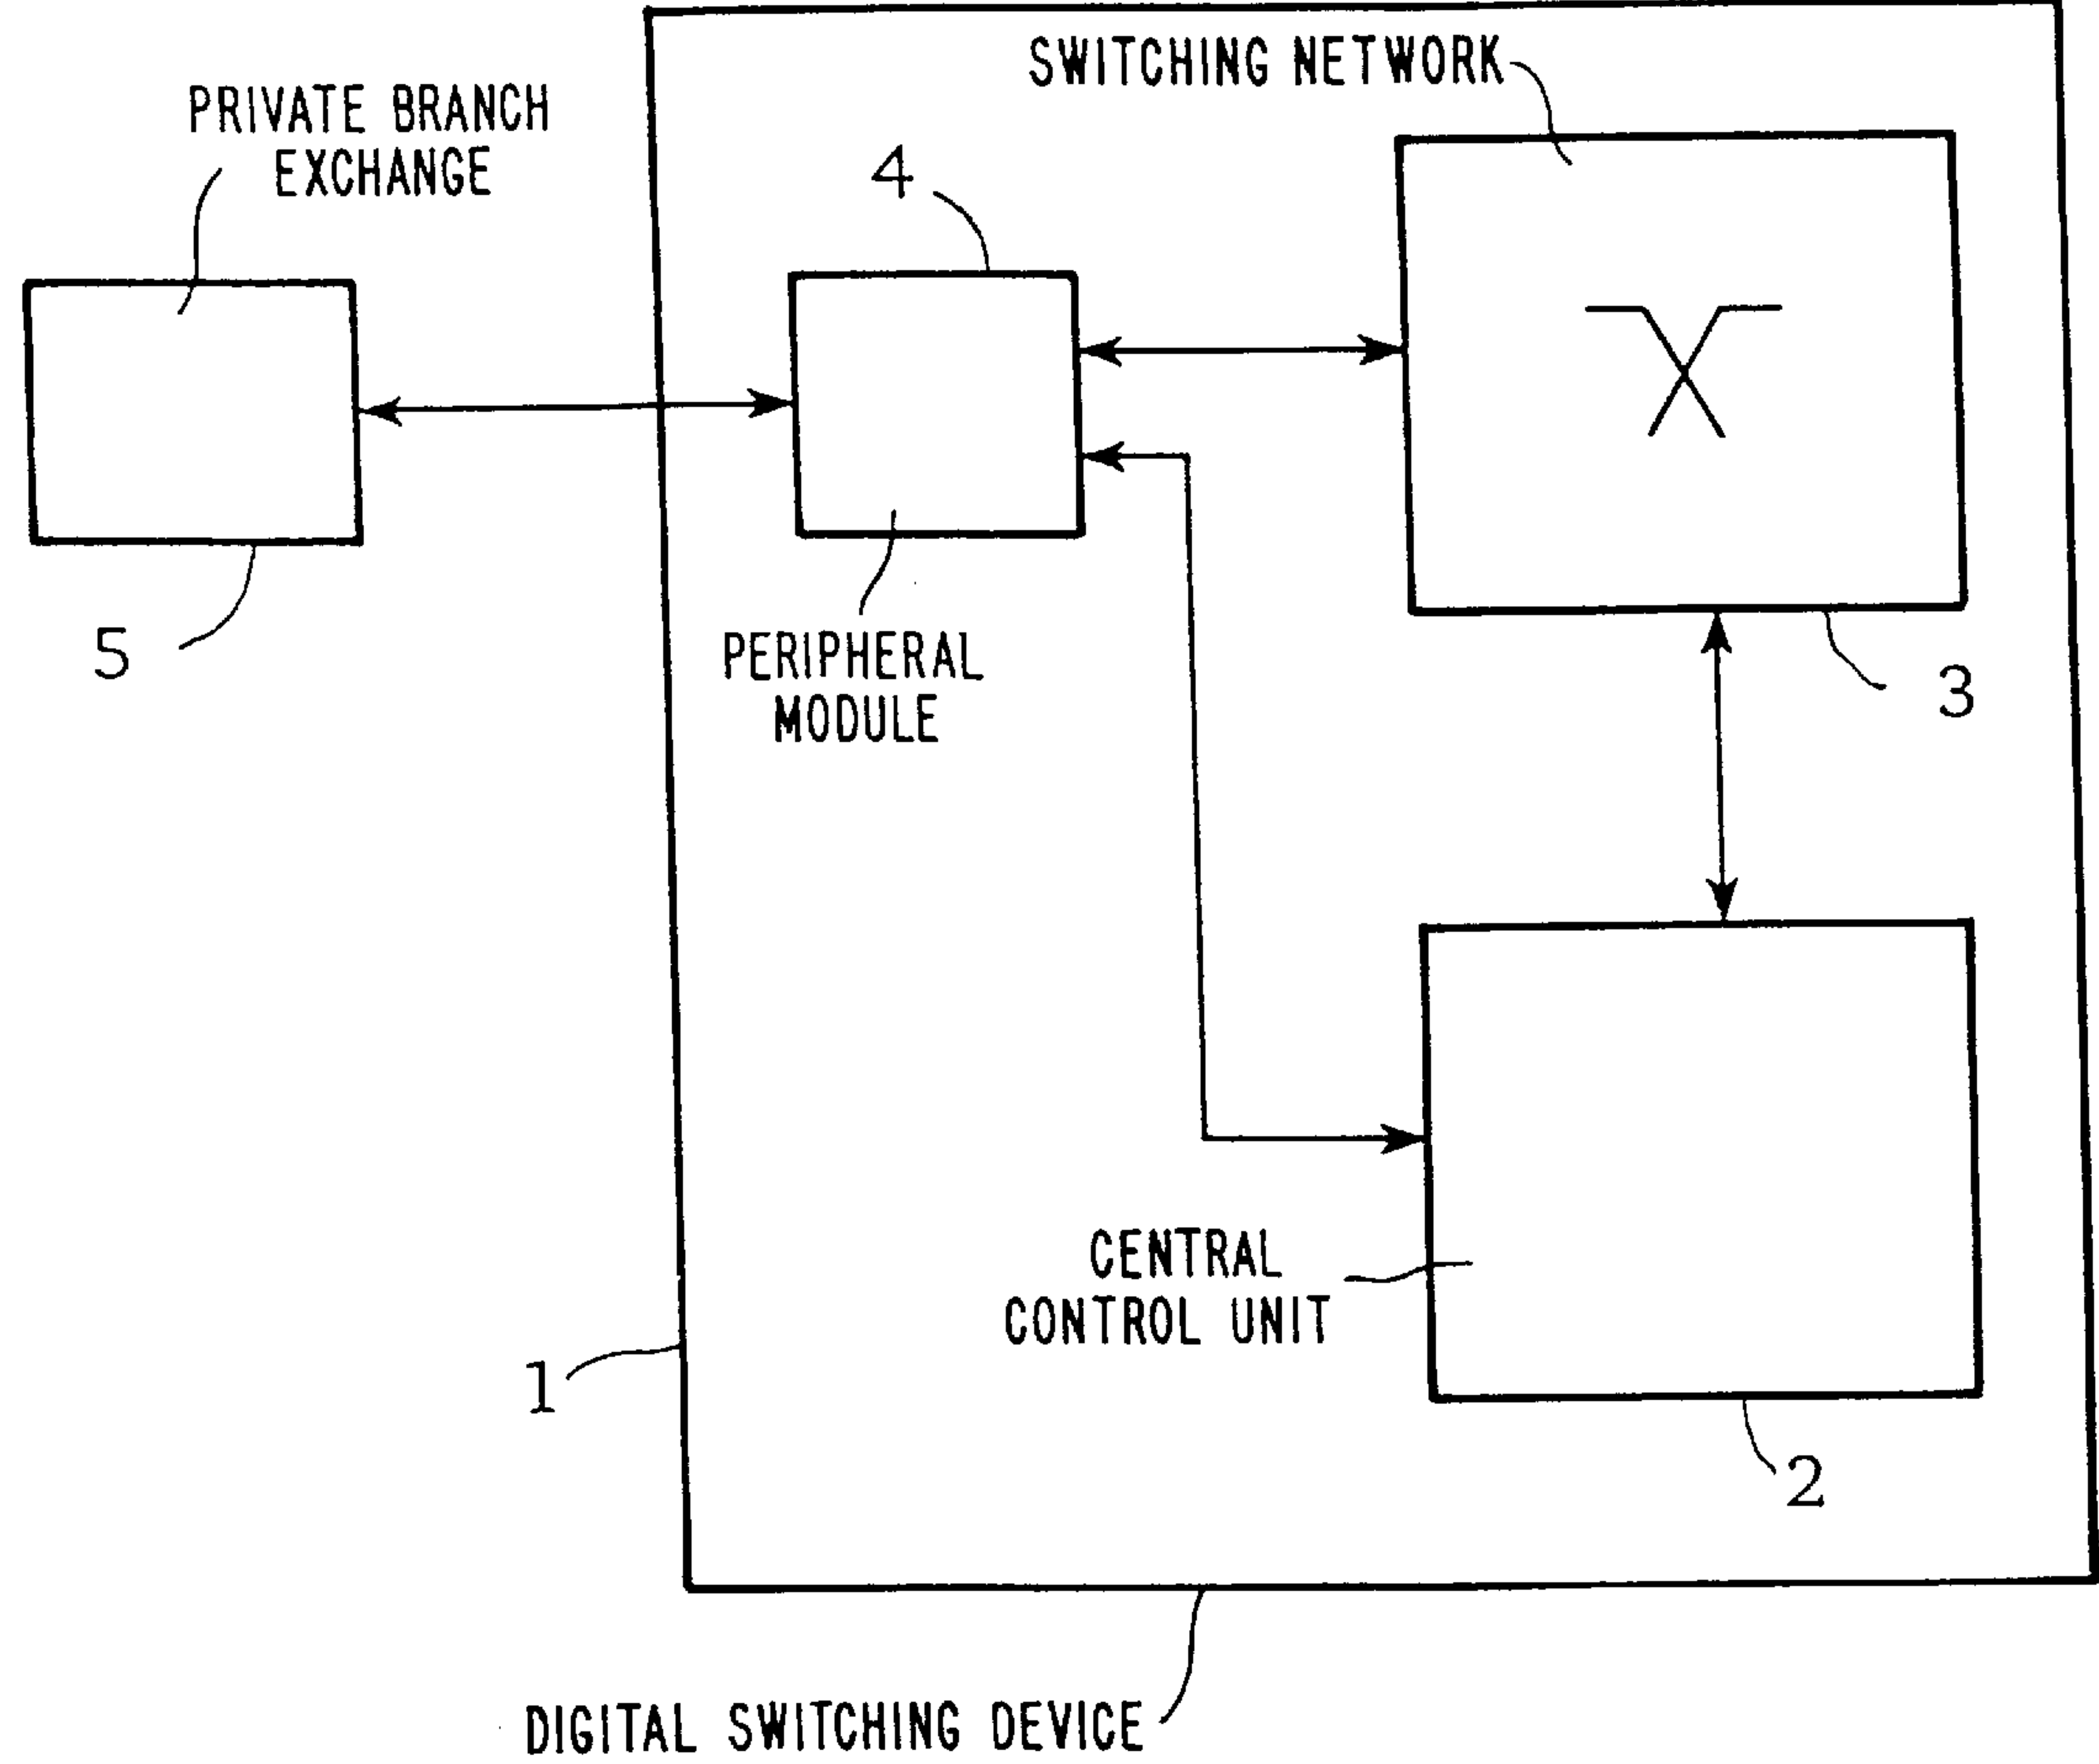 SWITCHING NETWORK
PRIVATE BRANCH
EXCHANGE
4
5
PERIPHERAL
MODULE
3
CENTRAL
CONTROL UNIT
1
2
DIGITAL SWITCHING DEVICE